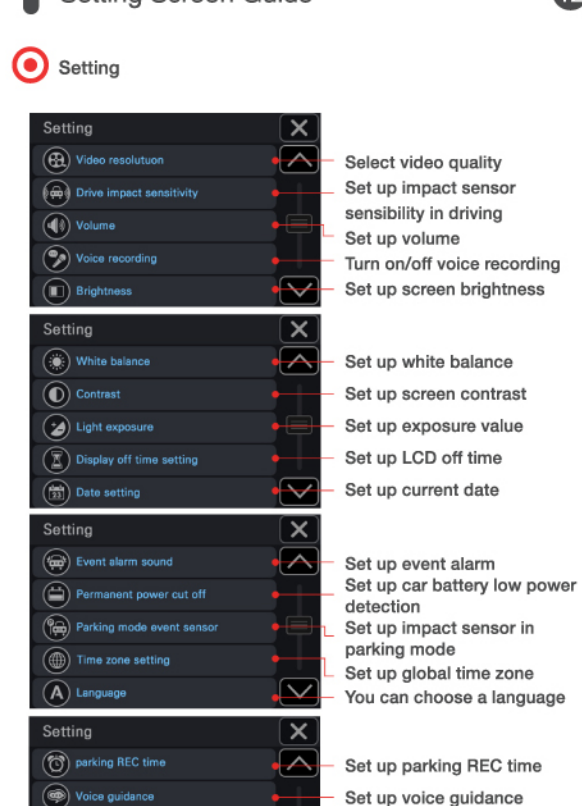 Setting Screen Guide
Setting
Setting
Video resolutuon
Drive impact sensitivity
Volume
Voice recording
Brightness
Select video quality
Set up impact sensor
sensibility in driving
Set up volume
Turn on/off voice recording
Set up screen brightness
Setting
White balance
Contrast
Light exposure
Display off time setting
Date setting
Set up white balance
Set up screen contrast
Set up exposure value
Set up LCD off time
Set up current date
Setting
Event alarm sound
Permanent power cut off
Parking mode event sensor
Time zone setting
A Language
Set up event alarm
Set up car battery low power
detection
Set up impact sensor in
parking mode
Set up global time zone
You can choose a language
Setting
parking REC time
Voice guidance
Set up parking REC time
Set up voice guidance